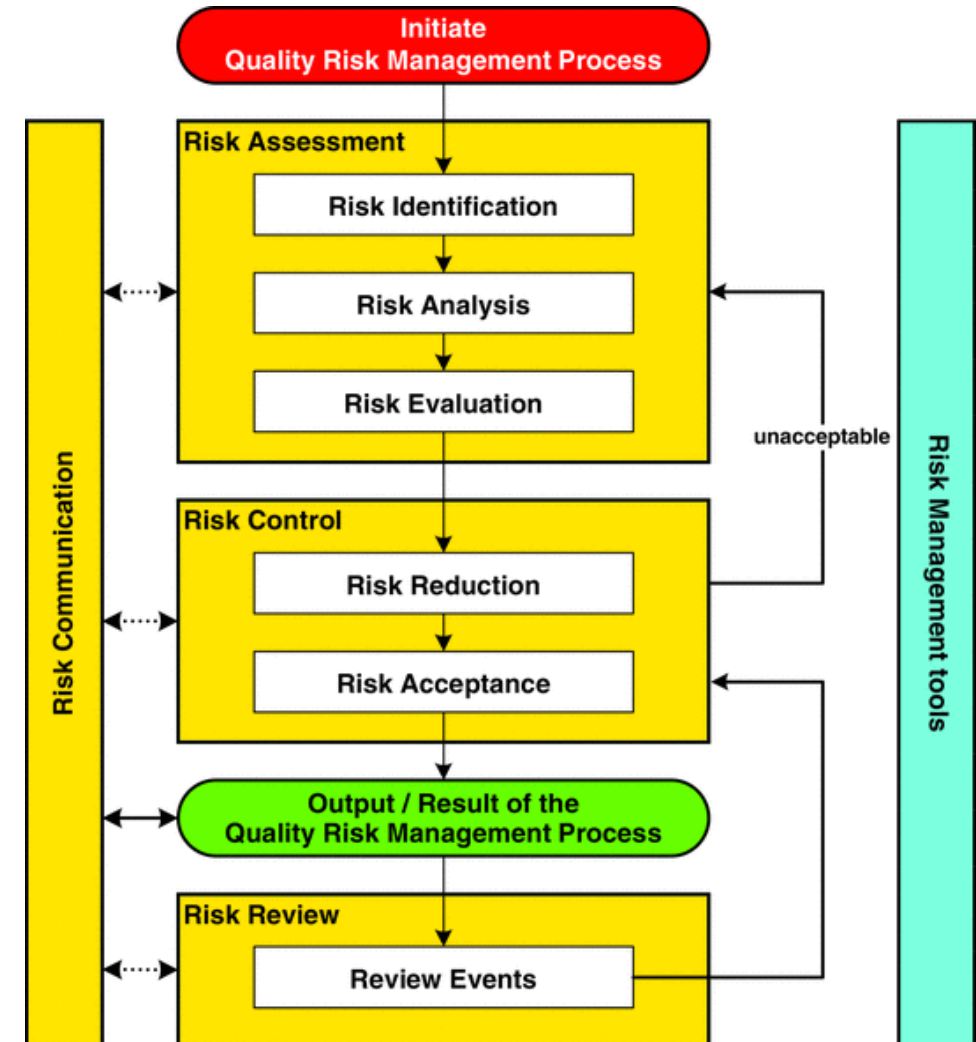 Initiate
Quality Risk Management Process
Risk Assessment
Risk Identification
Risk Analysis
Risk Evaluation
unacceptable
Risk Control
Risk Reduction
Risk Acceptance
Output / Result of the
Quality Risk Management Process
Risk Review
Review Events
Risk Communication
Risk Management tools